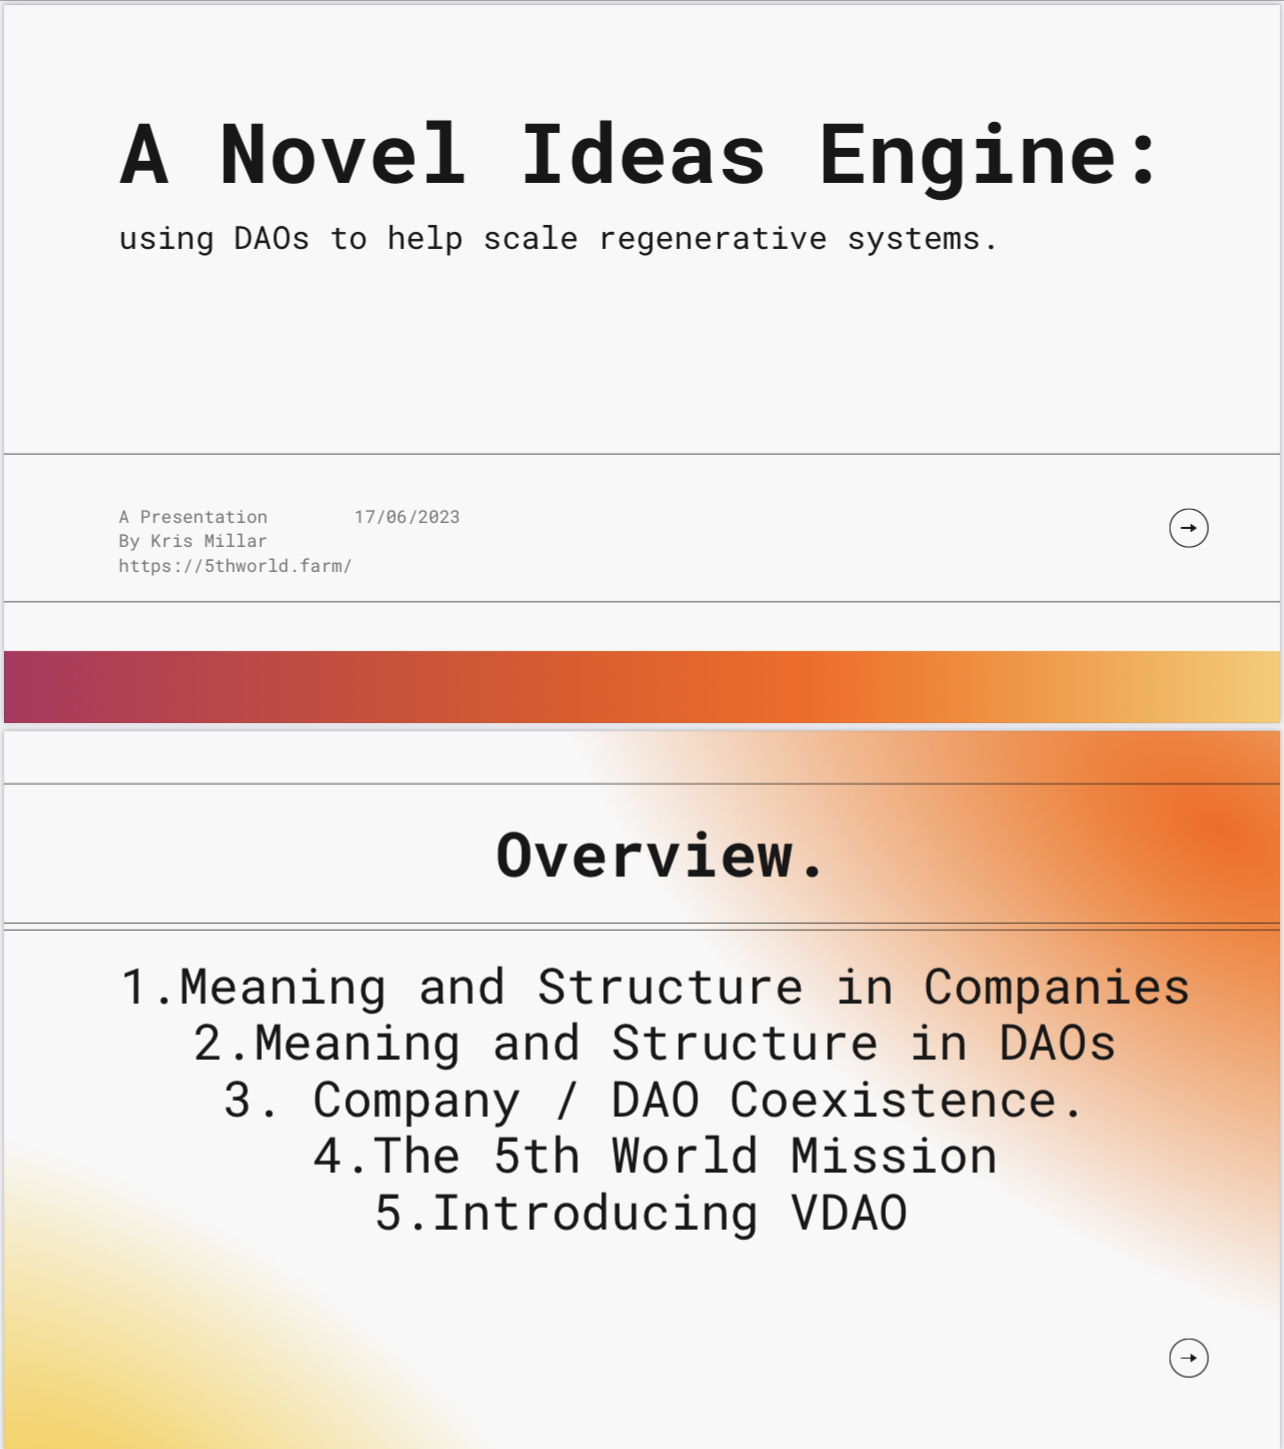 A Novel Ideas Engine:
using DAOs to help scale regenerative systems.
A Presentation 17/06/2023
By Kris Millar
https://5thworld.farm/
Overview.
1.Meaning and Structure in Companies
2.Meaning and Structure in DAOs
3. Company / DAO Coexistence.
4.The 5th World Mission
5.Introducing VDAO